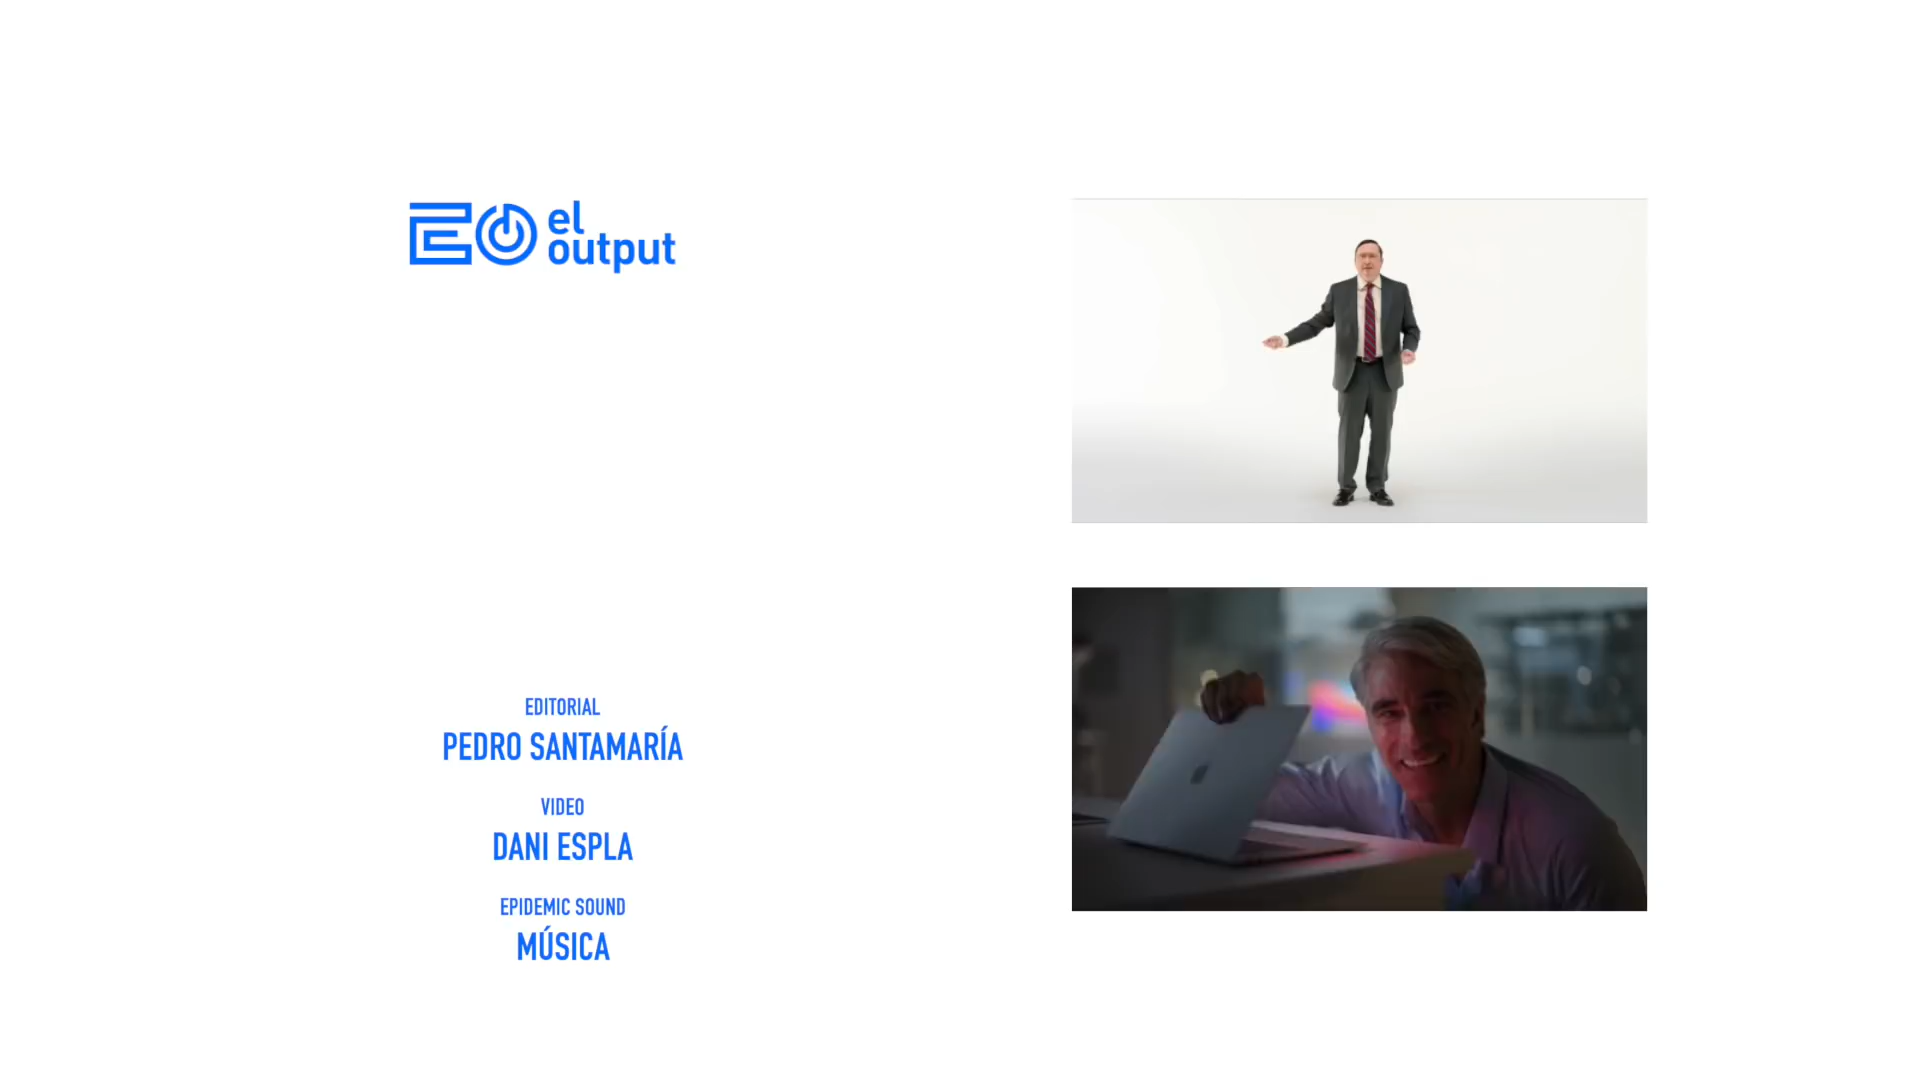 el
output
EDITORIAL
PEDRO SANTAMARÍA
VIDEO
DANI ESPLA
EPIDEMIC SOUND
MÚSICA